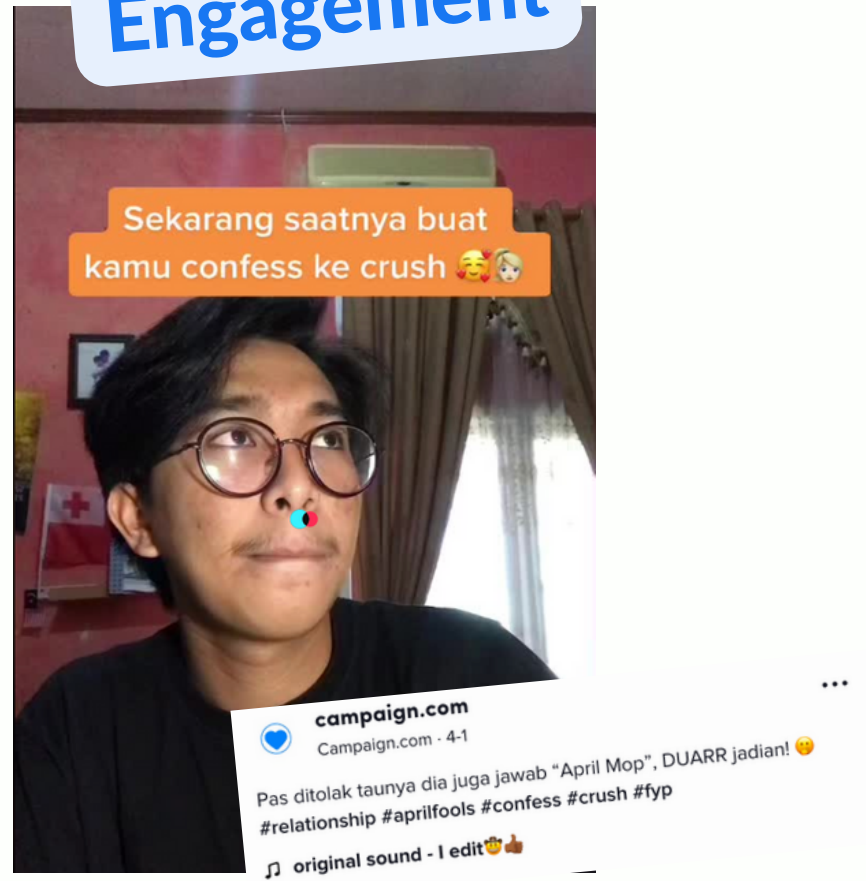 Engagement
Sekarang saatnya buat
kamu confess ke crush 🥰👰🏼
campaign.com
Campaign.com · 4-1
Pas ditolak taunya dia juga jawab “April Mop”, DUARR jadian! 🤭
#relationship #aprilfools #confess #crush #fyp
original sound - I edit🤠👍🏾